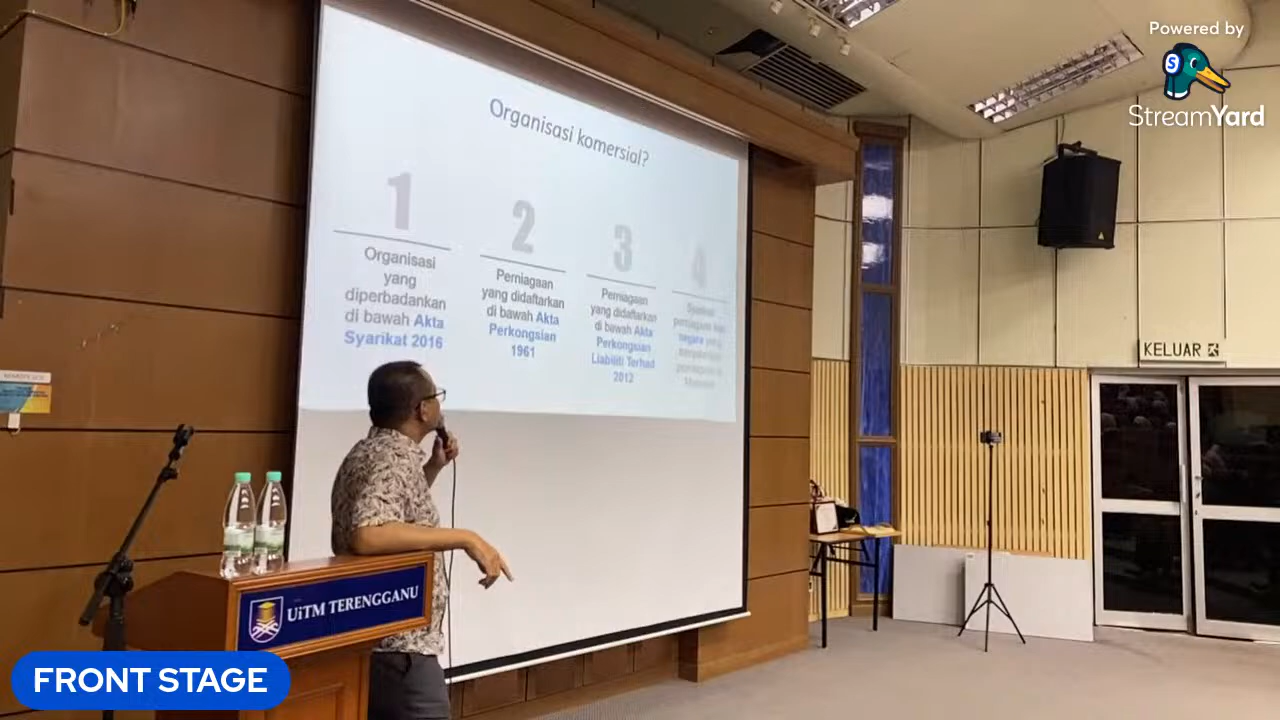 Powered by
StreamYard
Organisasi komersial?
1
Organisasi
yang
diperbadankan
di bawah Akta
Syarikat 2016
2
Perniagaan
yang didaftarkan
di bawah Akta
Perkongsian
1961
3
Perniagaan
yang didaftarkan
di bawah Akta
Perkongsian
Liabiliti Terhad
2012
4
negara
KELUAR
UiTM TERENGGANU
FRONT STAGE